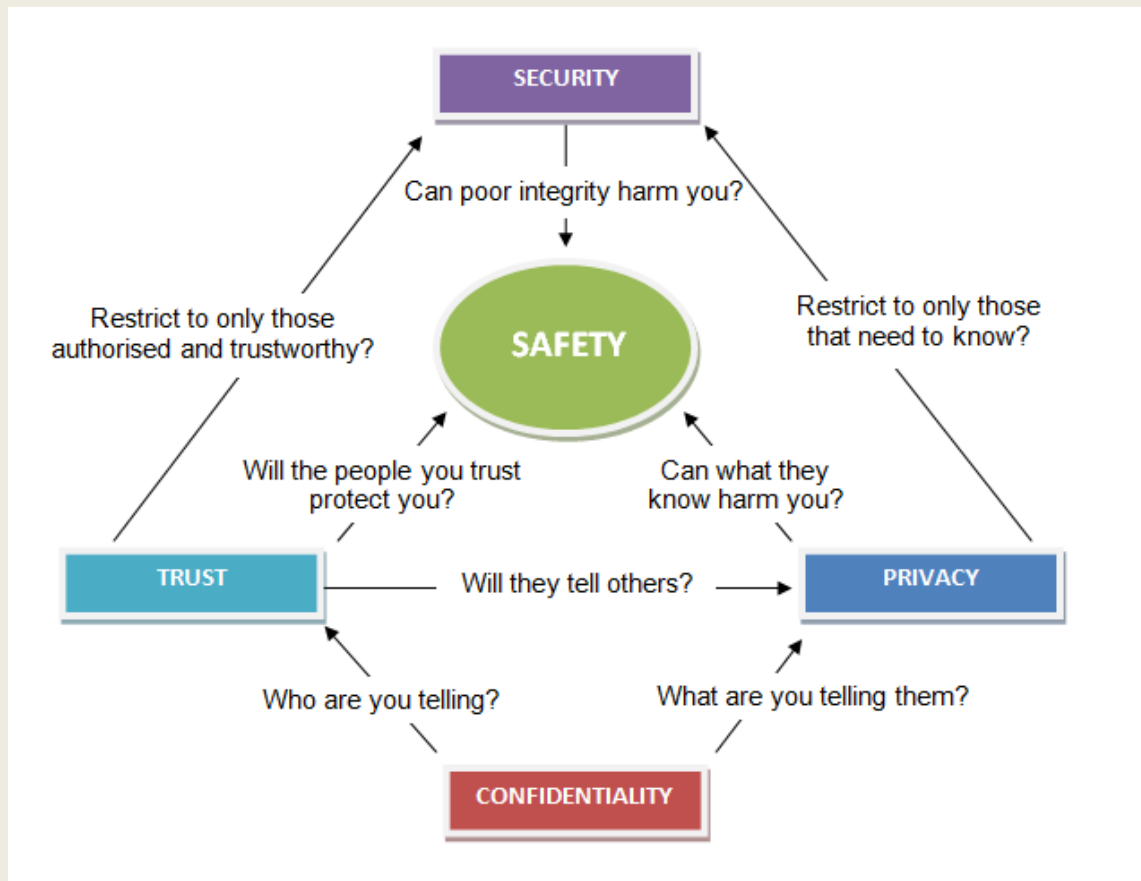 SECURITY
Can poor integrity harm you?
Restrict to only those
authorised and trustworthy?
Restrict to only those
that need to know?
SAFETY
Will the people you trust
protect you?
Can what they
know harm you?
TRUST
Will they tell others?
PRIVACY
Who are you telling?
What are you telling them?
CONFIDENTIALITY